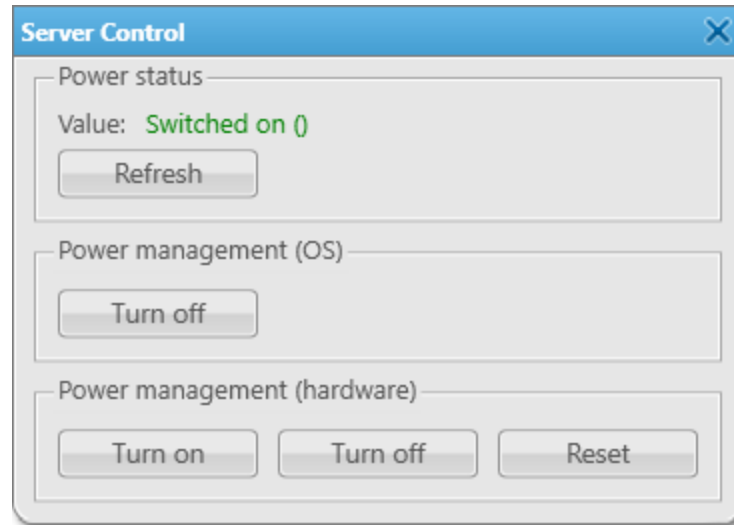 Server Control
Power status
Value: Switched on ()
Refresh
Power management (OS)
Turn off
Power management (hardware)
Turn on Turn off Reset